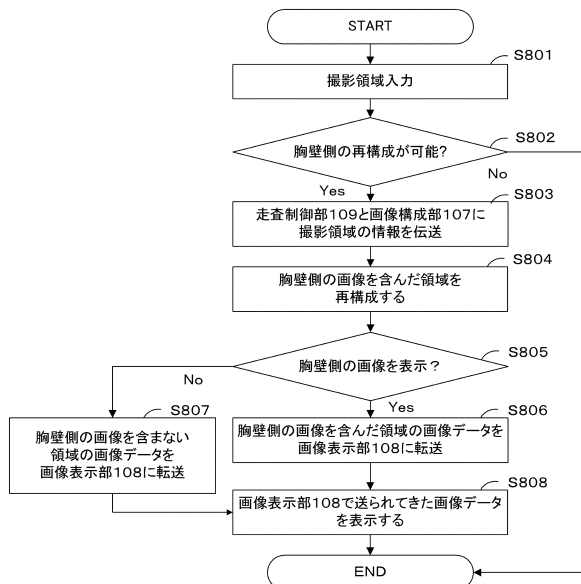 START
S801
撮影領域入力
S802
胸壁側の再構成が可能?
No
Yes
S803
走査制御部109と画像構成部107に
撮影領域の情報を伝送
S804
胸壁側の画像を含んだ領域を
再構成する
S805
胸壁側の画像を表示?
No
Yes
S807
S806
胸壁側の画像を含まない
領域の画像データを
画像表示部108に転送
胸壁側の画像を含んだ領域の画像データを
画像表示部108に転送
S808
画像表示部108で送られてきた画像データ
を表示する
END